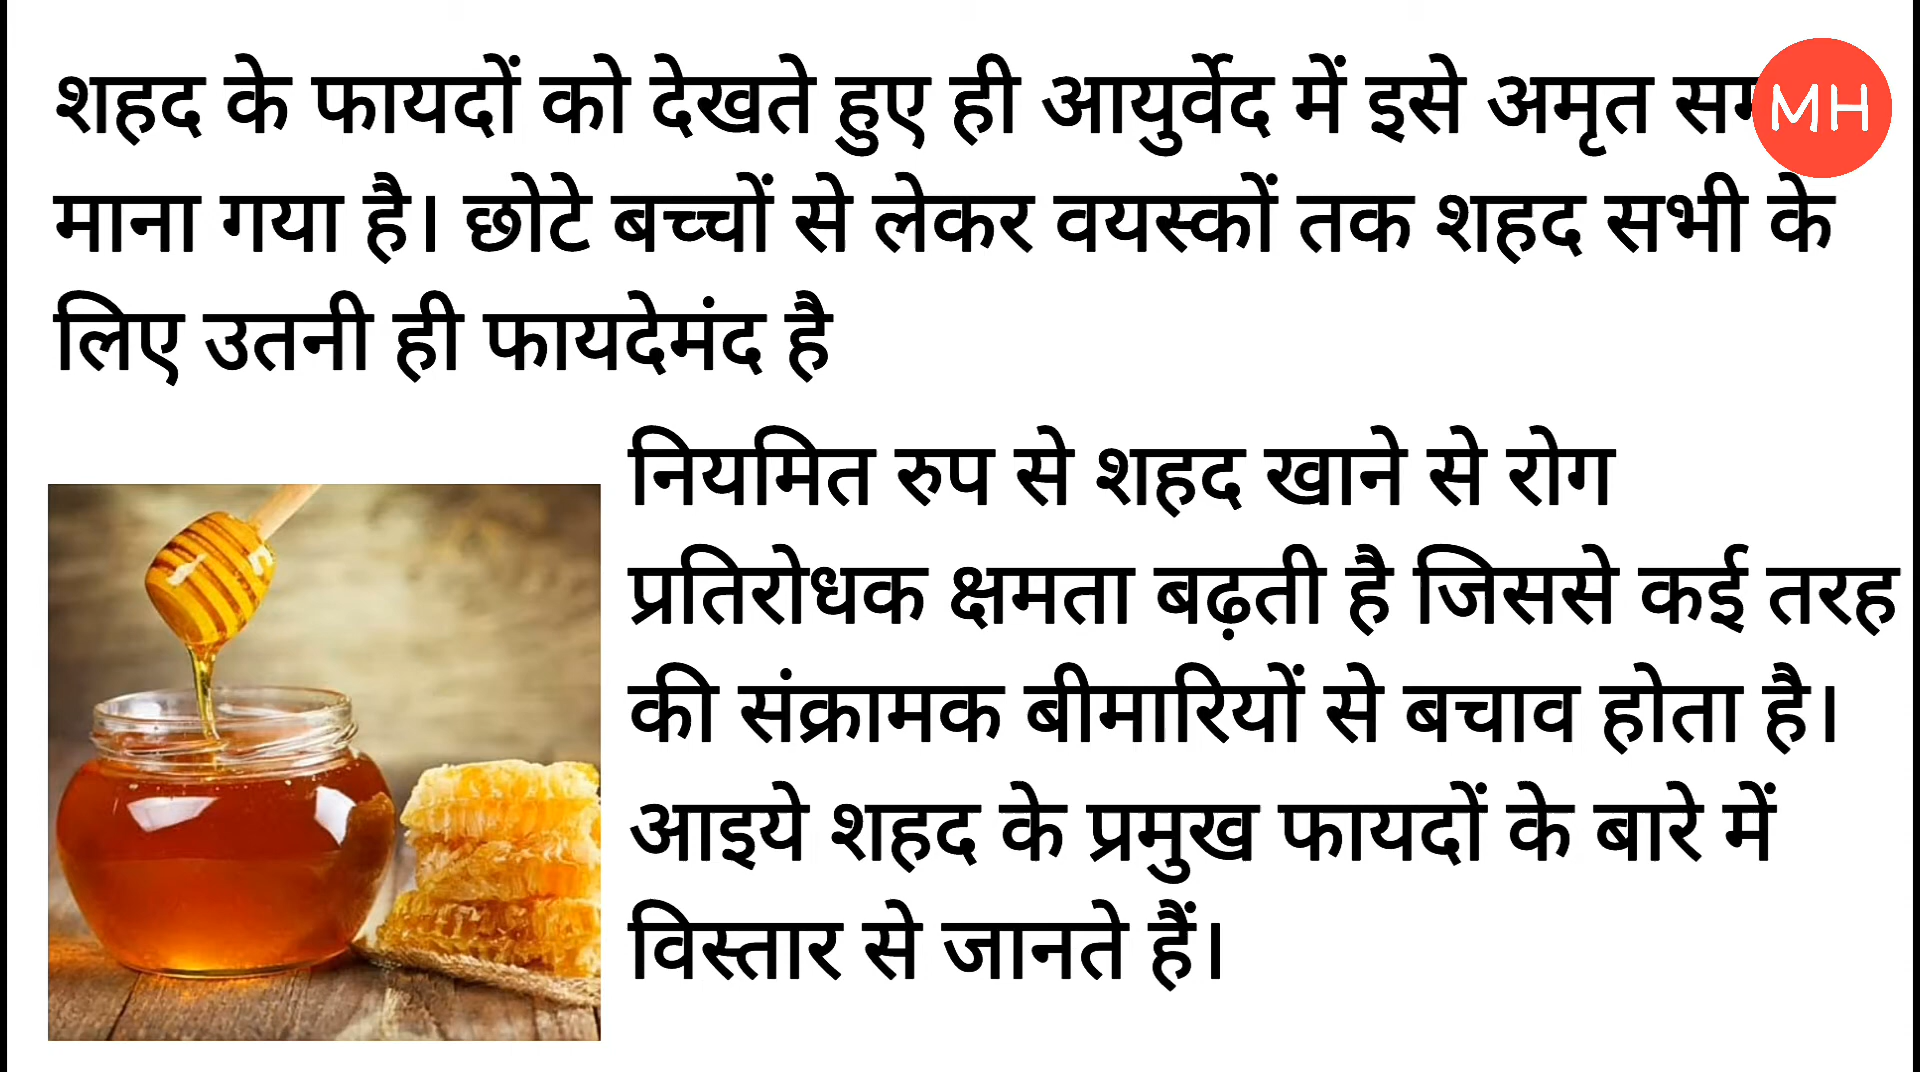 शहद के फायदों को देखते हुए ही आयुर्वेद में इसे अमृत
MH
माना गया है। छोटे बच्चों से लेकर वयस्कों तक शहद सभी के
लिए उतनी ही फायदेमंद है
नियमित रुप से शहद खाने से रोग
प्रतिरोधक क्षमता बढ़ती है जिससे कई तरह
की संक्रामक बीमारियों से बचाव होता है।
आइये शहद के प्रमुख फायदों के बारे में
विस्तार से जानते हैं।